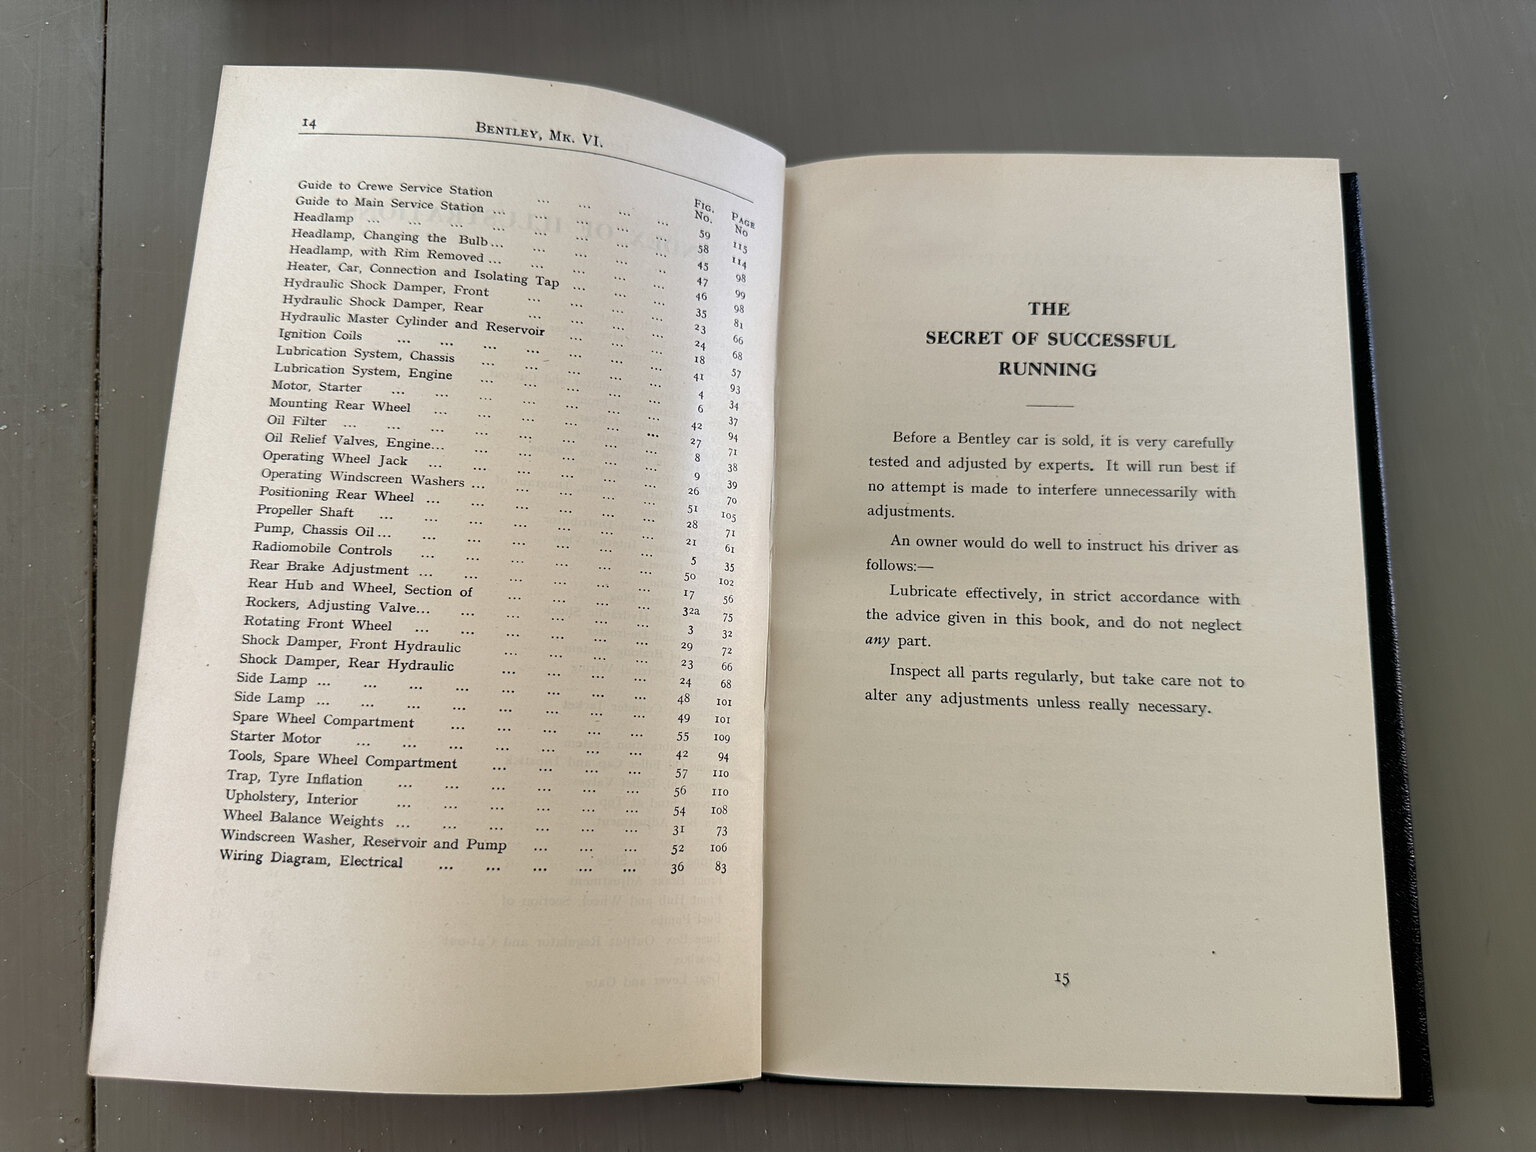 14
BENTLEY, MK. VI.
FIG. PAGE
No. No
Guide to Crewe Service Station ... ... ... ... 59 115
Guide to Main Service Station ... ... ... ... ... 58 114
Headlamp ... ... ... ... ... ... ... 45 98
Headlamp, Changing the Bulb ... ... ... ... .. 47 99
Headlamp, with Rim Removed ... ... ... ... ... 46 98
Heater, Car, Connection and Isolating Tap ... ... ... 35 81
Hydraulic Shock Damper, Front ... ... ... ... 23 66
Hydraulic Shock Damper, Rear ... ... ... ... 24 68
Hydraulic Master Cylinder and Reservoir ... ... ... 18 57
Ignition Coils ... ... ... ... ... ... 41 93
Lubrication System, Chassis ... ... ... ... 4 34
Lubrication System, Engine ... ... ... ... 6 37
Motor, Starter ... ... ... ... ... ... 42 94
Mounting Rear Wheel ... ... ... ... ... 27 71
Oil Filter ... ... ... ... ... ... ... 8 38
Oil Relief Valves, Engine... ... ... ... ... 9 39
Operating Wheel Jack ... ... ... ... ... 26 70
Operating Windscreen Washers ... ... ... ... ... 51 105
Positioning Rear Wheel ... ... ... ... ... 28 71
Propeller Shaft ... ... ... ... ... ... 21 61
Pump, Chassis Oil ... ... ... ... ... ... 5 35
Radiomobile Controls ... ... ... ... ... 50 102
Rear Brake Adjustment ... ... ... ... ... 17 56
Rear Hub and Wheel, Section of ... ... ... ... 32a 75
Rockers, Adjusting Valve... ... ... ... ... 3 32
Rotating Front Wheel ... ... ... ... ... 29 72
Shock Damper, Front Hydraulic ... ... ... ... 23 66
Shock Damper, Rear Hydraulic ... ... ... ... 24 68
Side Lamp ... ... ... ... ... ... ... 48 101
Side Lamp ... ... ... ... ... ... ... 49 101
Spare Wheel Compartment ... ... ... ... ... 55 109
Starter Motor ... ... ... ... ... ... 42 94
Tools, Spare Wheel Compartment ... ... ... ... 57 110
Trap, Tyre Inflation ... ... ... ... ... ... 56 110
Upholstery, Interior ... ... ... ... ... ... 54 108
Wheel Balance Weights ... ... ... ... ... ... 31 73
Windscreen Washer, Reservoir and Pump ... ... ... 52 106
Wiring Diagram, Electrical ... ... ... ... ... 36 83
THE
SECRET OF SUCCESSFUL
RUNNING
Before a Bentley car is sold, it is very carefully
tested and adjusted by experts. It will run best if
no attempt is made to interfere unnecessarily with
adjustments.
An owner would do well to instruct his driver as
follows:—
Lubricate effectively, in strict accordance with
the advice given in this book, and do not neglect
any part.
Inspect all parts regularly, but take care not to
alter any adjustments unless really necessary.
15